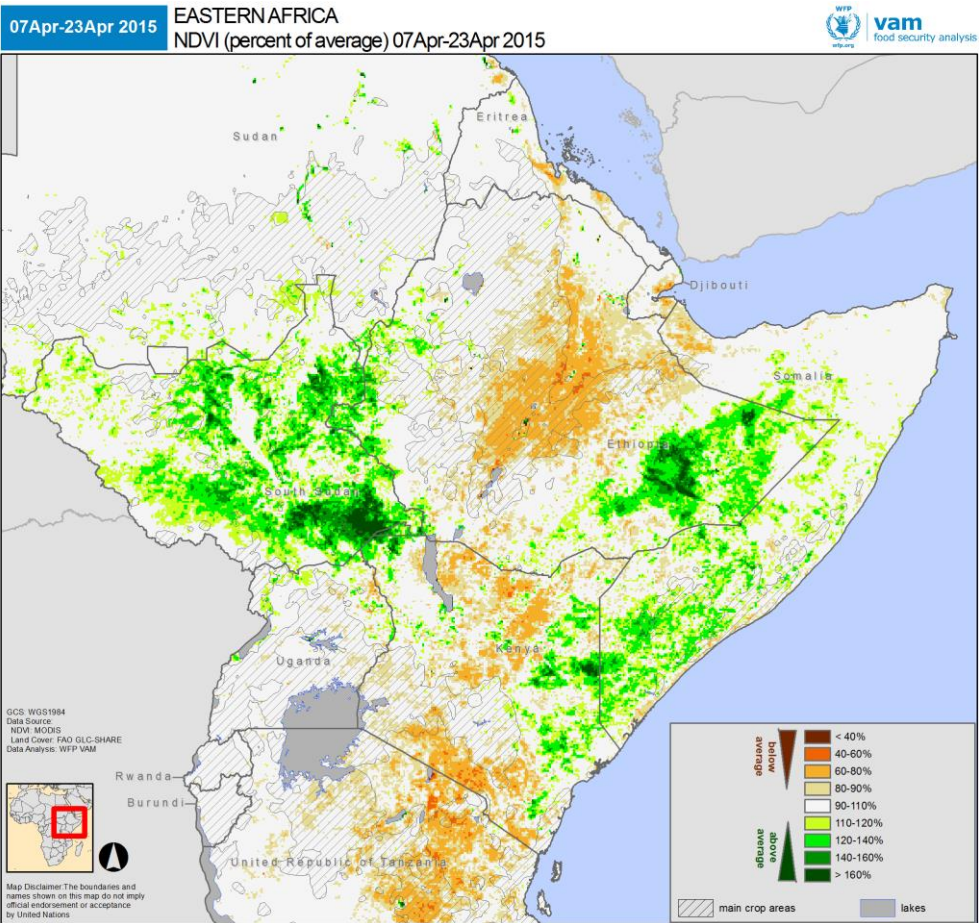 07Apr-23Apr 2015
EASTERN AFRICA
NDVI (percent of average) 07Apr-23Apr 2015
WFP
wfp.org
vam
food security analysis
Sudan
Eritrea
Djibouti
Somalia
Ethiopia
South Sudan
Kenya
Uganda
Rwanda
Burundi
United Republic of Tanzania
GCS: WGS1984
Data Source:
NDVI: MODIS
Land Cover: FAO GLC-SHARE
Data Analysis: WFP VAM
Map Disclaimer:The boundaries and
names shown on this map do not imply
official endorsement or acceptance
by United Nations
below
average
above
average
< 40%
40-60%
60-80%
80-90%
90-110%
110-120%
120-140%
140-160%
> 160%
main crop areas
lakes